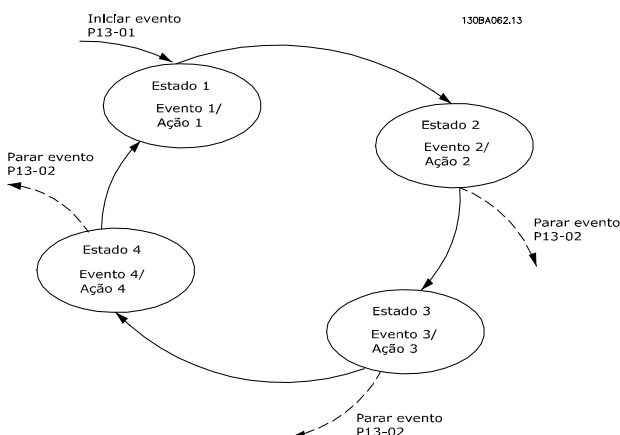 Iniciar evento
P13-01
130BA062.13
Estado 1
Evento 1/
Ação 1
Estado 2
Evento 2/
Ação 2
Parar evento
P13-02
Parar evento
P13-02
Estado 4
Evento 4/
Ação 4
Estado 3
Evento 3/
Ação 3
Parar evento
P13-02